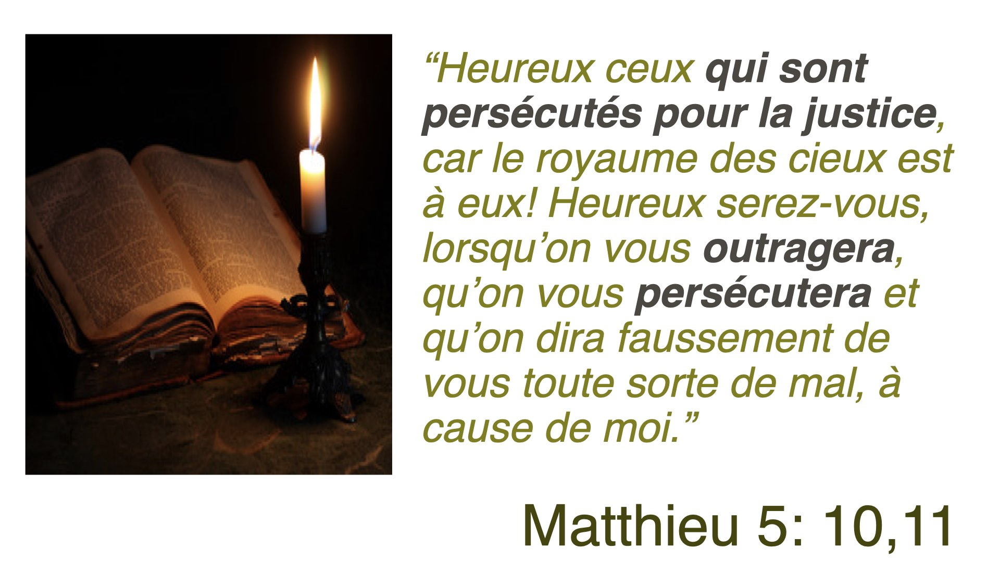 “Heureux ceux qui sont
persécutés pour la justice,
car le royaume des cieux est
à eux! Heureux serez-vous,
lorsqu’on vous outragera,
qu’on vous persécutera et
qu’on dira faussement de
vous toute sorte de mal, à
cause de moi.”
Matthieu 5: 10,11